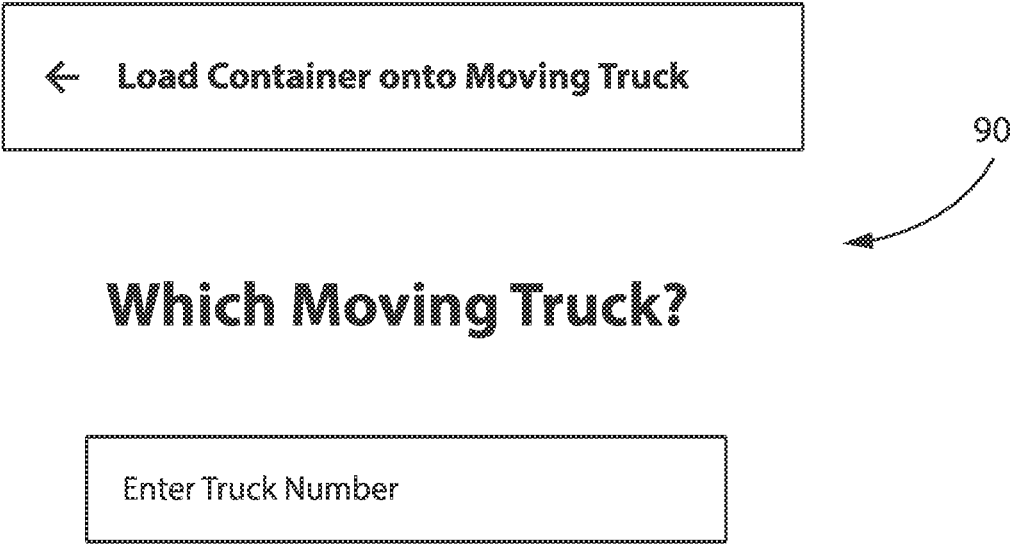 ← Load Container onto Moving Truck
90
Which Moving Truck?
Enter Truck Number